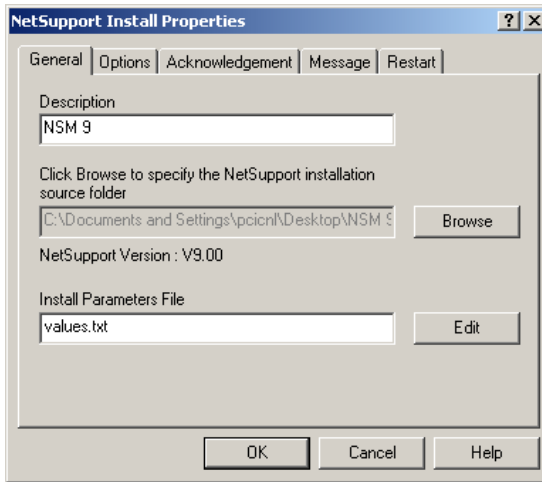 NetSupport Install Properties
General Options Acknowledgement Message Restart
Description
NSM 9
Click Browse to specify the NetSupport installation
source folder
C:\Documents and Settings\pcicnl\Desktop\NSM 9
Browse
NetSupport Version : V9.00
Install Parameters File
values.txt
Edit
OK Cancel Help